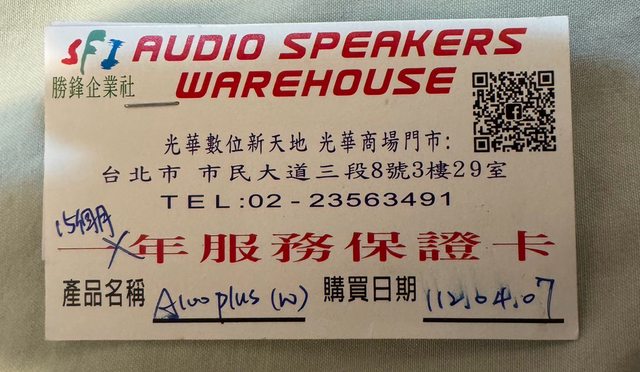 SFI AUDIO SPEAKERS
WAREHOUSE
勝鋒企業社
光華數位新天地 光華商場門市:
台北市 市民大道三段8號3樓29室
TEL:02-23563491
15個月
一年服務保證卡
產品名稱 A100 plus (W) 購買日期 112.04.07